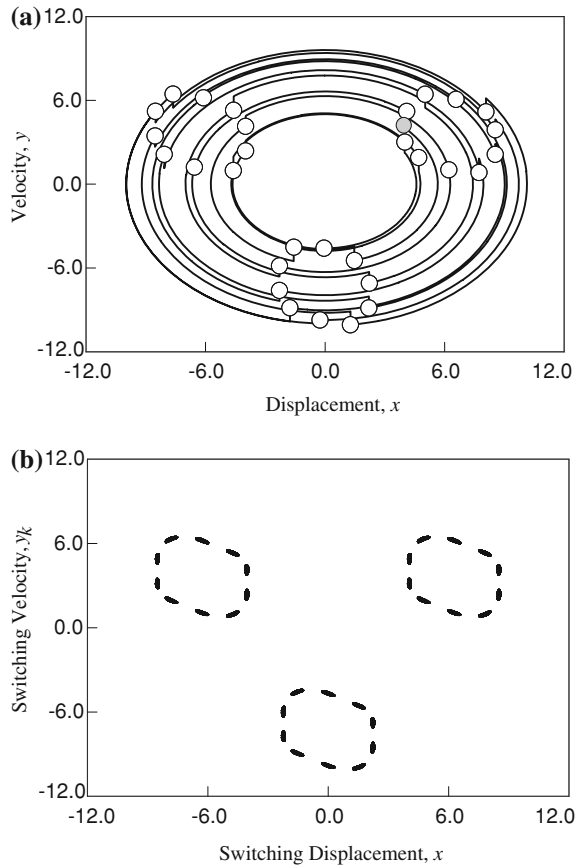 (a)
12.0
6.0
0.0
-6.0
-12.0
Velocity, y
-12.0 -6.0 0.0 6.0 12.0
Displacement, x
(b)
12.0
6.0
0.0
-6.0
-12.0
Switching Velocity, yk
-12.0 -6.0 0.0 6.0 12.0
Switching Displacement, x